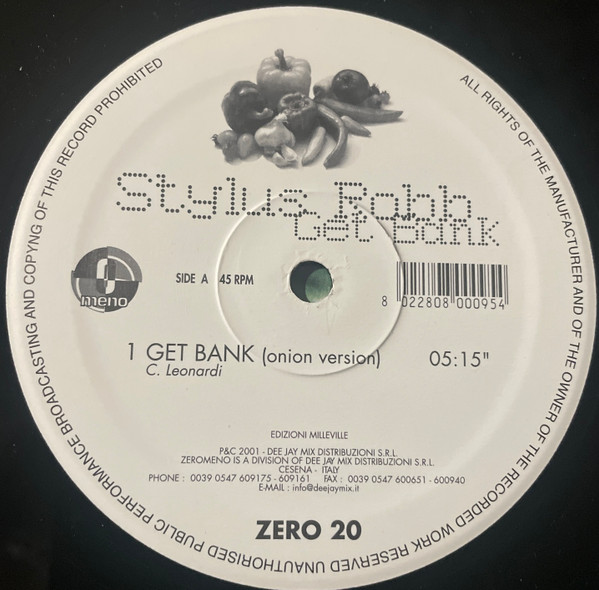 Stylus Robb
Get Bank
0
meno
SIDE A 45 RPM
8 022808 000954
1 GET BANK (onion version) 05:15"
C. Leonardi
EDIZIONI MILLEVILLE
P&C 2001 - DEE JAY MIX DISTRIBUZIONI S.R.L.
ZEROMENO IS A DIVISION OF DEE JAY MIX DISTRIBUZIONI S.R.L.
CESENA - ITALY
PHONE : 0039 0547 609175 - 609161 FAX : 0039 0547 600651 - 600940
E-MAIL : info@deejaymix.it
ZERO 20
ALL RIGHTS OF THE MANUFACTURER AND OF THE OWNER OF THE RECORDED WORK RESERVED UNAUTHORISED PUBLIC PERFORMANCE BROADCASTING AND COPYNG OF THIS RECORD PROHIBITED